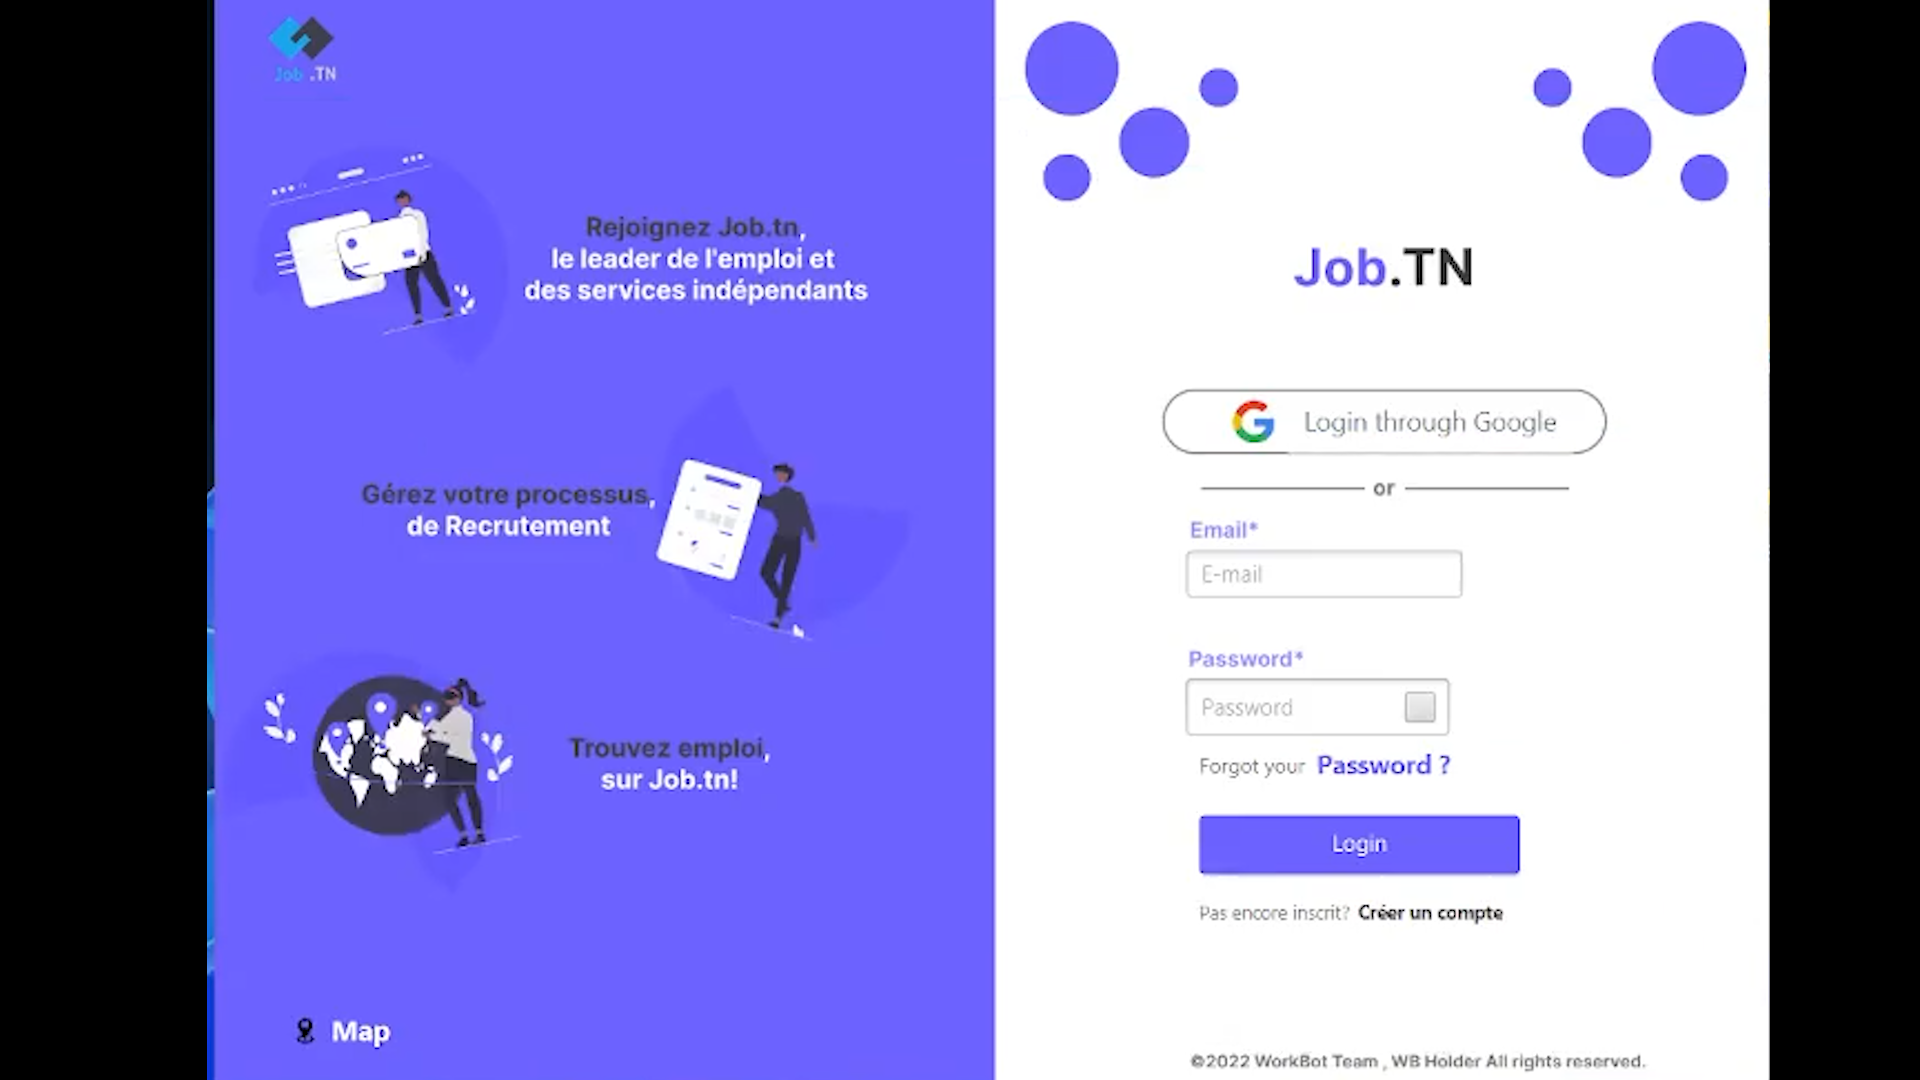 Job .TN
Rejoignez Job.tn,
le leader de l'emploi et
des services indépendants
Gérez votre processus,
de Recrutement
Trouvez emploi,
sur Job.tn!
Map
Job.TN
Login through Google
or
Email*
E-mail
Password*
Password
Forgot your Password ?
Login
Pas encore inscrit? Créer un compte
©2022 WorkBot Team , WB Holder All rights reserved.